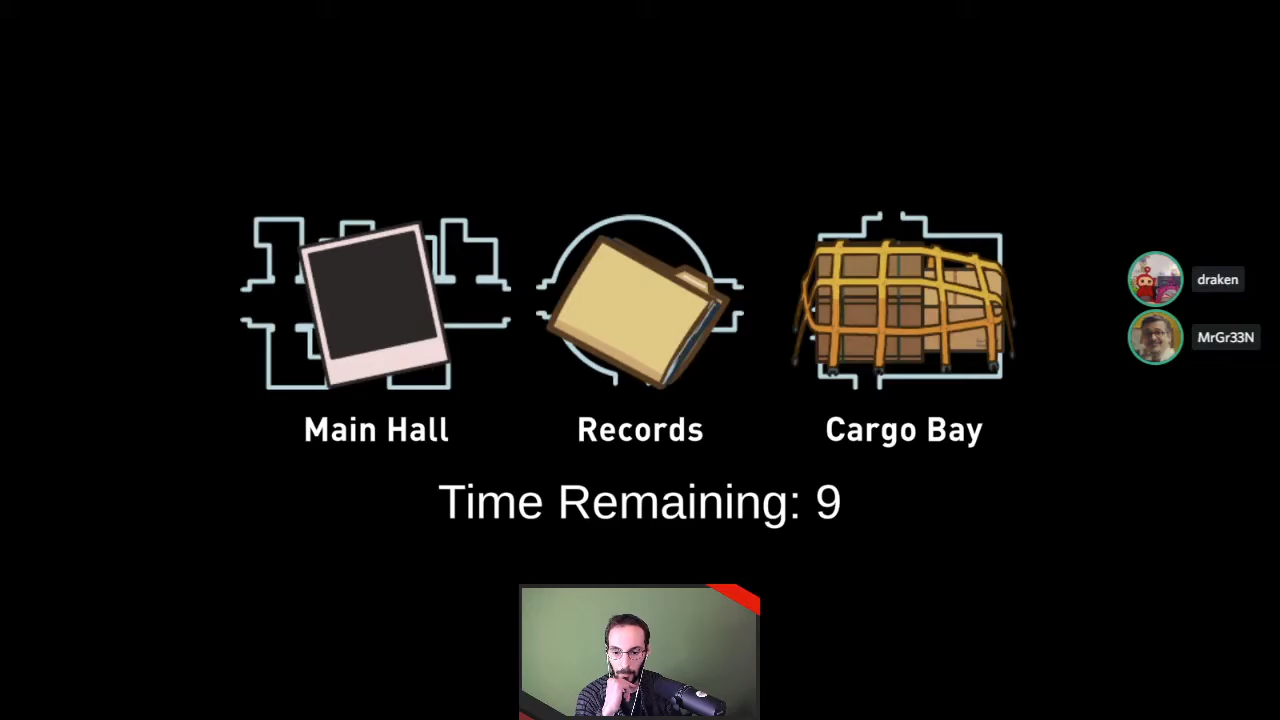 draken
MrGr33N
Main Hall
Records
Cargo Bay
Time Remaining: 9